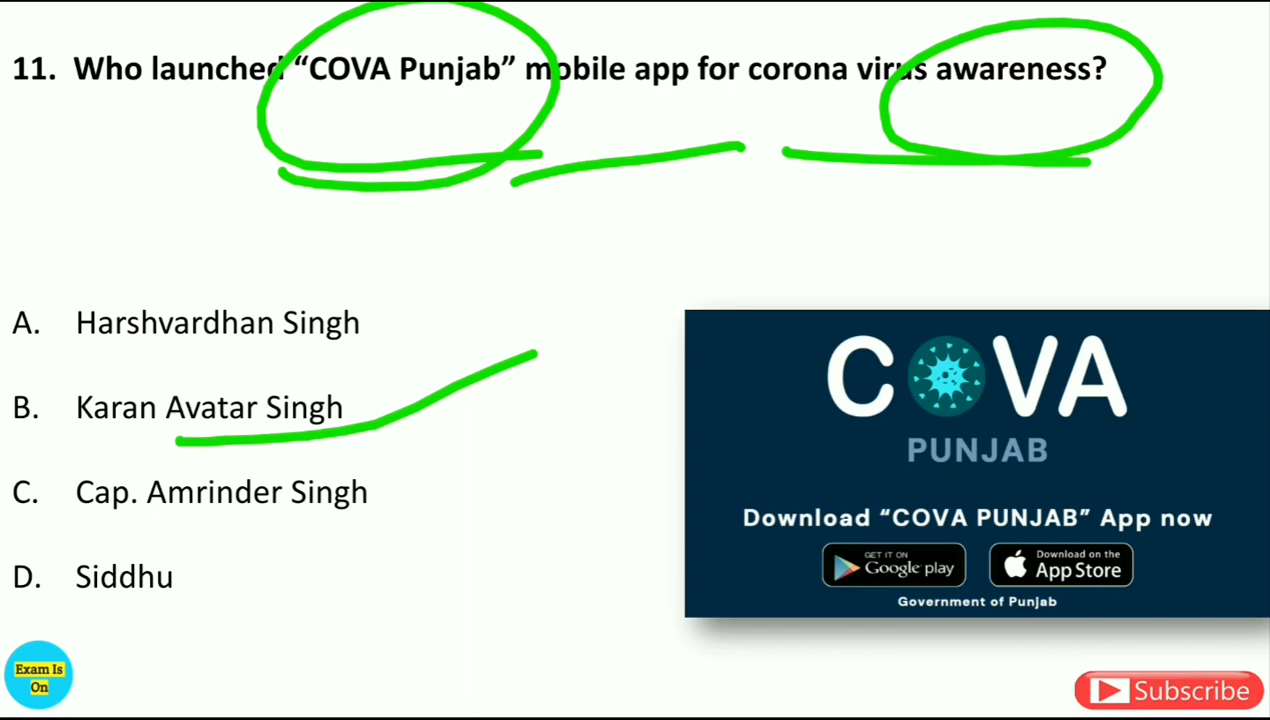 11. Who launched “COVA Punjab” mobile app for corona virus awareness?
A. Harshvardhan Singh
B. Karan Avatar Singh
C. Cap. Amrinder Singh
D. Siddhu
COVA
PUNJAB
Download “COVA PUNJAB” App now
GET IT ON
Google play
Download on the
App Store
Government of Punjab
Exam Is
On
Subscribe